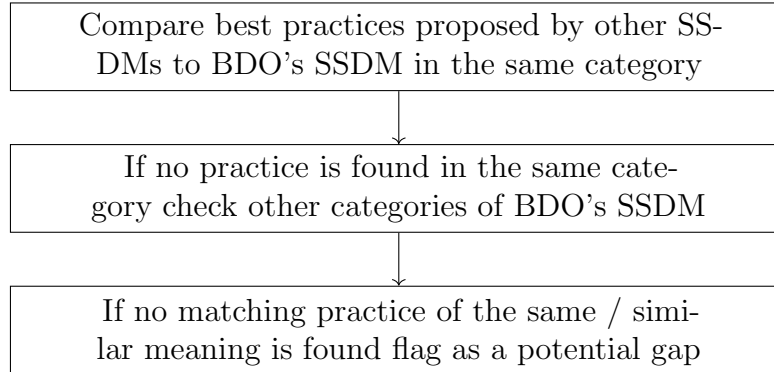 Compare best practices proposed by other SS-
DMs to BDO's SSDM in the same category
If no practice is found in the same cate-
gory check other categories of BDO's SSDM
If no matching practice of the same / simi-
lar meaning is found flag as a potential gap